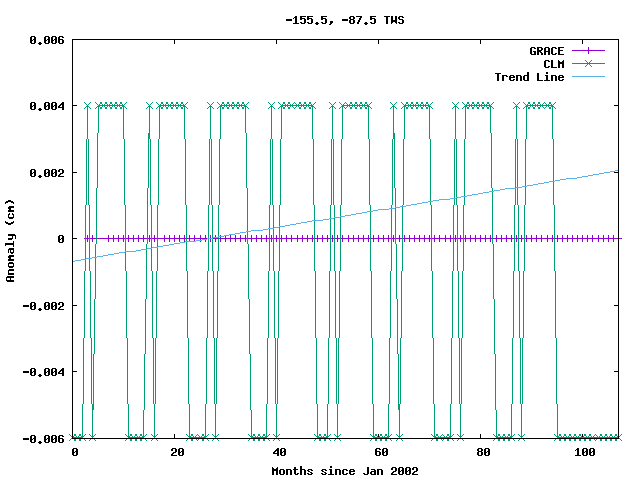 -155.5, -87.5 TWS
GRACE
CLM
Trend Line
0.006
0.004
0.002
0
-0.002
-0.004
-0.006
Anomaly (cm)
0 20 40 60 80 100
Months since Jan 2002